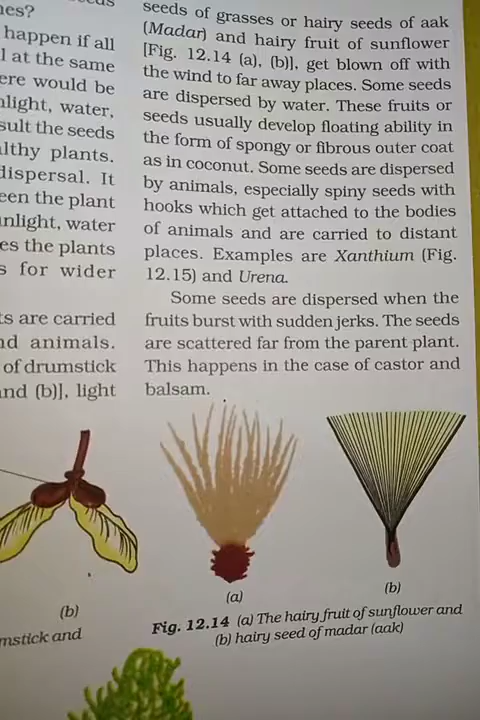 nes?
happen if all
l at the same
ere would be
nlight, water,
sult the seeds
althy plants.
dispersal. It
een the plant
nlight, water
es the plants
s for wider
ts are carried
nd animals.
of drumstick
and (b)], light
seeds of grasses or hairy seeds of aak
(Madar) and hairy fruit of sunflower
[Fig. 12.14 (a), (b)], get blown off with
the wind to far away places. Some seeds
are dispersed by water. These fruits or
seeds usually develop floating ability in
the form of spongy or fibrous outer coat
as in coconut. Some seeds are dispersed
by animals, especially spiny seeds with
hooks which get attached to the bodies
of animals and are carried to distant
places. Examples are Xanthium (Fig.
12.15) and Urena.
Some seeds are dispersed when the
fruits burst with sudden jerks. The seeds
are scattered far from the parent plant.
This happens in the case of castor and
balsam.
(b)
mstick and
(a)
(b)
Fig. 12.14 (a) The hairy fruit of sunflower and
(b) hairy seed of madar (aak)